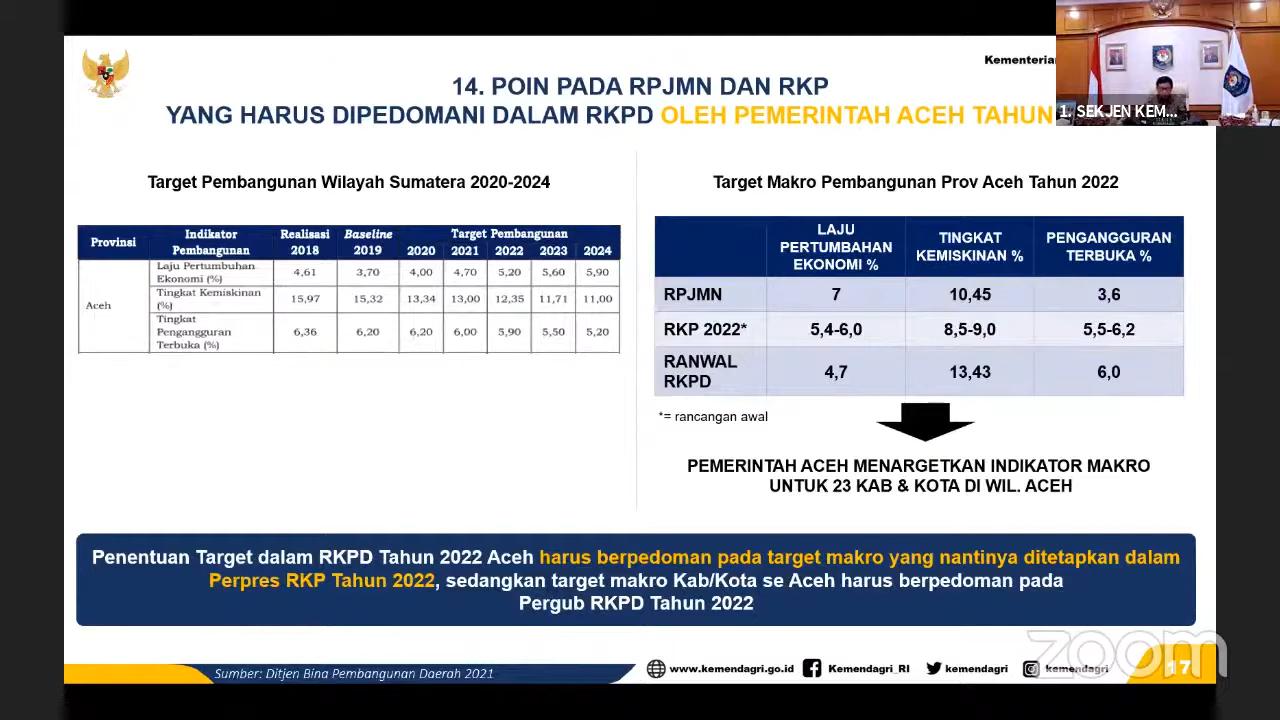 Kementerian
14. POIN PADA RPJMN DAN RKP
YANG HARUS DIPEDOMANI DALAM RKPD OLEH PEMERINTAH ACEH TAHUN
1. SEKJEN KEM...
Target Pembangunan Wilayah Sumatera 2020-2024
Provinsi Indikator Pembangunan Realisasi 2018 Baseline 2019 Target Pembangunan
2020 2021 2022 2023 2024
Aceh
Laju Pertumbuhan Ekonomi (%) 4,61 3,70 4,00 4,70 5,20 5,60 5,90
Tingkat Kemiskinan (%) 15,97 15,32 13,34 13,00 12,35 11,71 11,00
Tingkat Pengangguran Terbuka (%) 6,36 6,20 6,20 6,00 5,90 5,50 5,20
Target Makro Pembangunan Prov Aceh Tahun 2022
LAJU PERTUMBAHAN EKONOMI % TINGKAT KEMISKINAN % PENGANGGURAN TERBUKA %
RPJMN 7 10,45 3,6
RKP 2022* 5,4-6,0 8,5-9,0 5,5-6,2
RANWAL RKPD 4,7 13,43 6,0
*= rancangan awal
PEMERINTAH ACEH MENARGETKAN INDIKATOR MAKRO
UNTUK 23 KAB & KOTA DI WIL. ACEH
Penentuan Target dalam RKPD Tahun 2022 Aceh harus berpedoman pada target makro yang nantinya ditetapkan dalam
Perpres RKP Tahun 2022, sedangkan target makro Kab/Kota se Aceh harus berpedoman pada
Pergub RKPD Tahun 2022
Sumber: Ditjen Bina Pembangunan Daerah 2021
www.kemendagri.go.id Kemendagri_RI kemendagri kemendagri
17
zoom